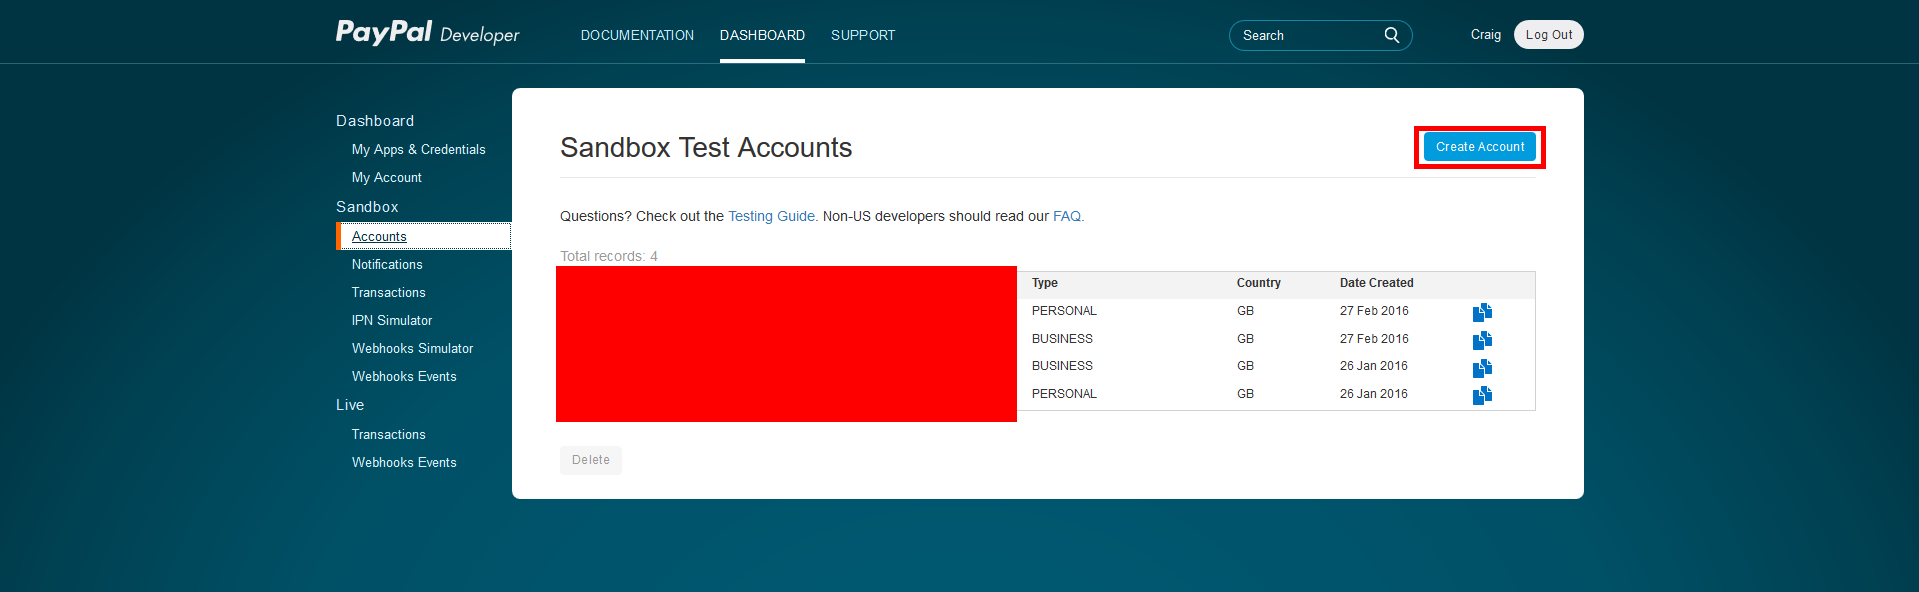 PayPal Developer
DOCUMENTATION DASHBOARD SUPPORT
Search
Craig Log Out
Dashboard
My Apps & Credentials
My Account
Sandbox
Accounts
Notifications
Transactions
IPN Simulator
Webhooks Simulator
Webhooks Events
Live
Transactions
Webhooks Events
Sandbox Test Accounts
Create Account
Questions? Check out the Testing Guide. Non-US developers should read our FAQ.
Total records: 4
Type Country Date Created
PERSONAL GB 27 Feb 2016
BUSINESS GB 27 Feb 2016
BUSINESS GB 26 Jan 2016
PERSONAL GB 26 Jan 2016
Delete